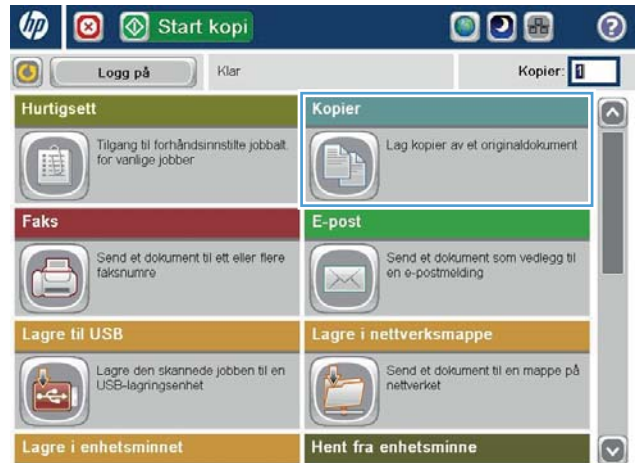 hp
Start kopi
?
Logg på
Klar
Kopier: 1
Hurtigsett
Tilgang til forhåndsinnstilte jobbalt.
for vanlige jobber
Kopier
Lag kopier av et originaldokument
Faks
Send et dokument til ett eller flere
faksnumre
E-post
Send et dokument som vedlegg til
en e-postmelding
Lagre til USB
Lagre den skannede jobben til en
USB-lagringsenhet
Lagre i nettverksmappe
Send et dokument til en mappe på
nettverket
Lagre i enhetsminnet
Hent fra enhetsminne